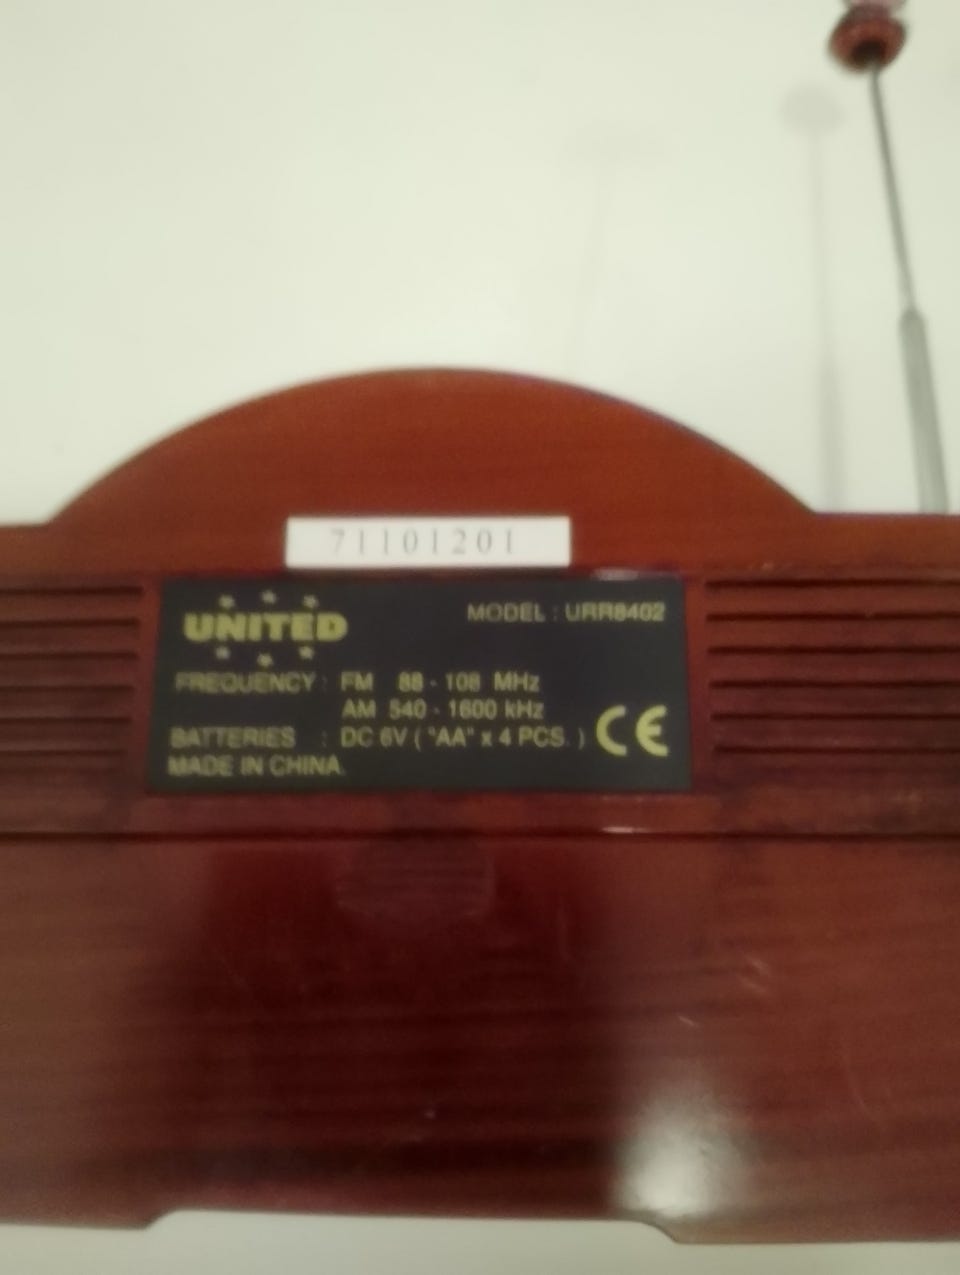 71101201
UNITED
MODEL : URR8402
FREQUENCY : FM 88 - 108 MHz
AM 540 - 1600 kHz
BATTERIES : DC 6V ( "AA" x 4 PCS. )
CE
MADE IN CHINA.